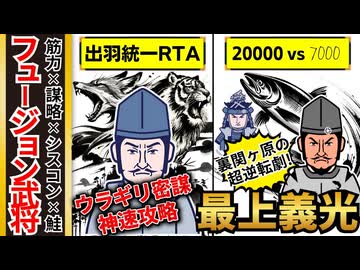 筋力×謀略×シスコン×鮭
フュージョン武将
出羽統一RTA
ウラギリ密謀
神速攻略
20000 vs 7000
裏関ヶ原の
超逆転劇!
最上義光